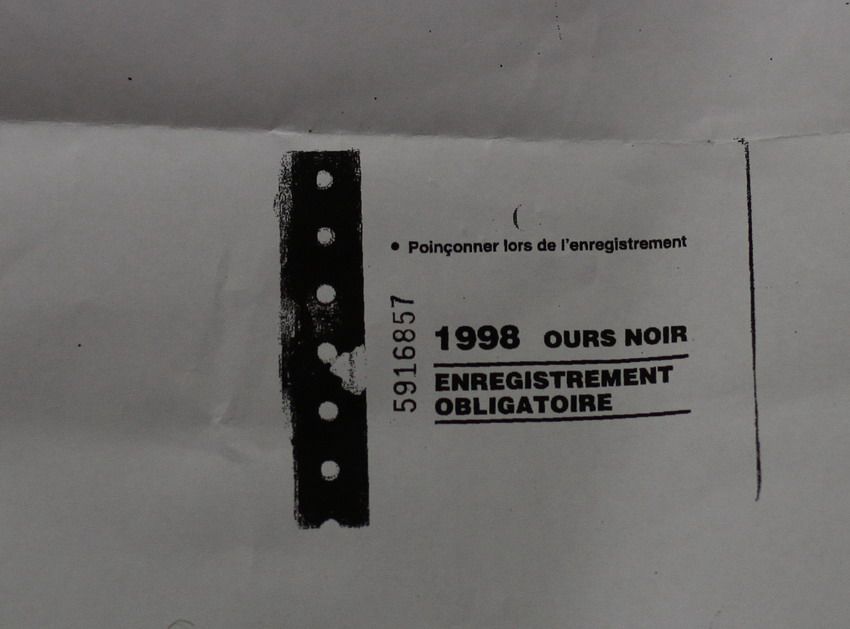 • Poinçonner lors de l'enregistrement
5916857
1998 OURS NOIR
ENREGISTREMENT
OBLIGATOIRE